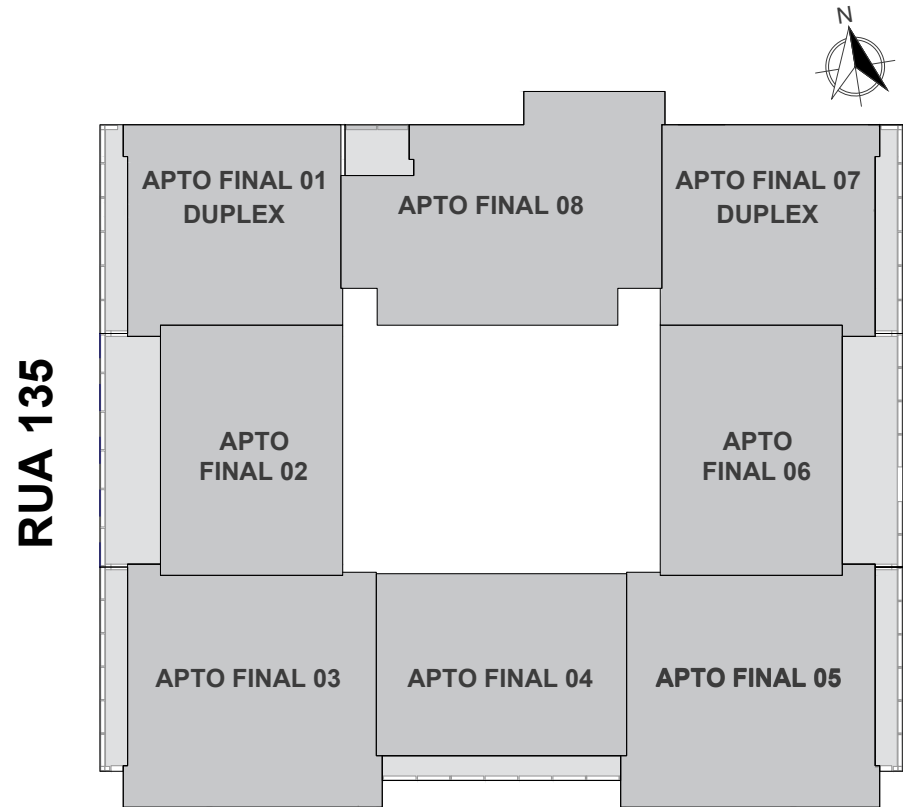 N
APTO FINAL 01
DUPLEX
APTO FINAL 08
APTO FINAL 07
DUPLEX
RUA 135
APTO
FINAL 02
APTO
FINAL 06
APTO FINAL 03
APTO FINAL 04
APTO FINAL 05